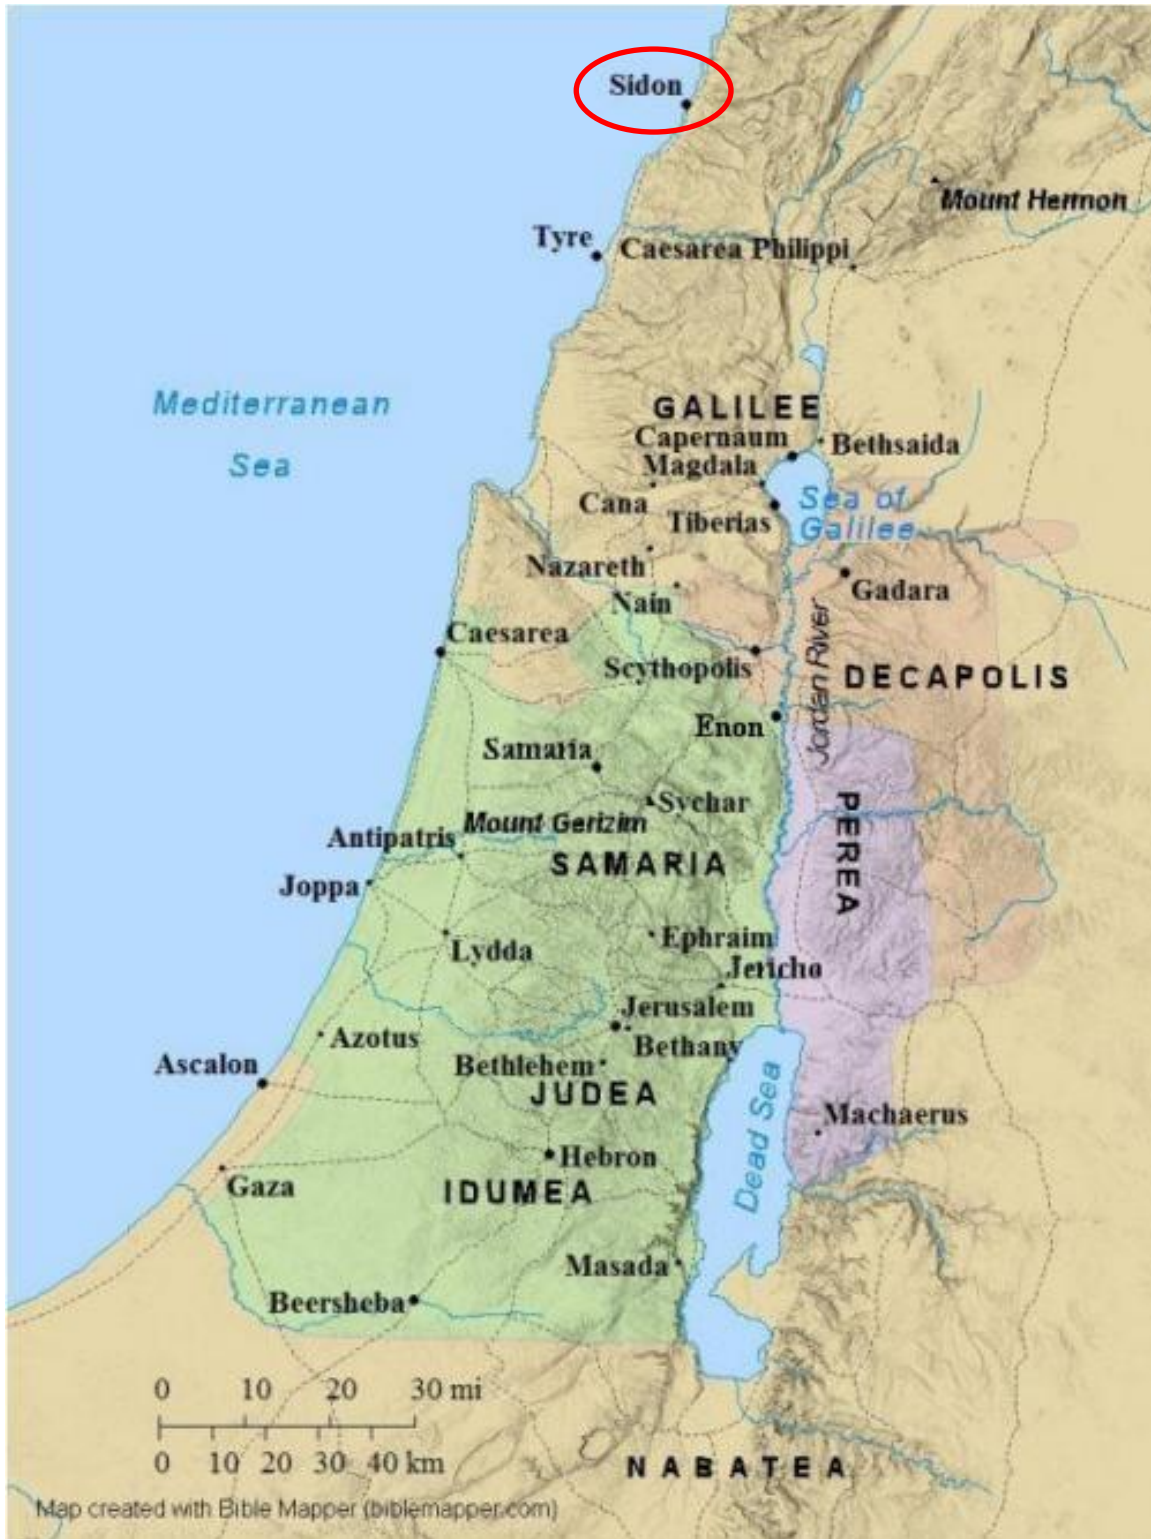 Sidon
Mount Hermon
Tyre
Caesarea Philippi
Mediterranean
Sea
GALILEE
Capernaum
Bethsaida
Magdala
Cana
Sea of
Galilee
Tiberias
Nazareth
Nain
Gadara
Caesarea
Scythopolis
Jordan River
DECAPOLIS
Enon
Samaria
Sychar
Mount Gerizim
Antipatris
SAMARIA
PEREA
Joppa
Ephraim
Lydda
Jericho
Jerusalem
Azotus
Bethany
Ascalon
Bethlehem
JUDEA
Dead Sea
Machaerus
Hebron
Gaza
IDUMEA
Masada
Beersheba
0 10 20 30 mi
0 10 20 30 40 km
NABATEA
Map created with Bible Mapper (biblemapper.com)